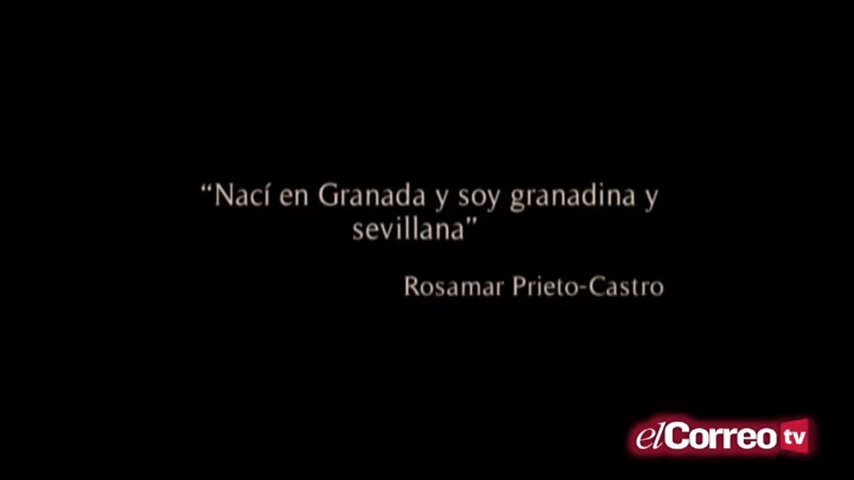 “Nací en Granada y soy granadina y
sevillana”
Rosamar Prieto-Castro
elCorreo tv